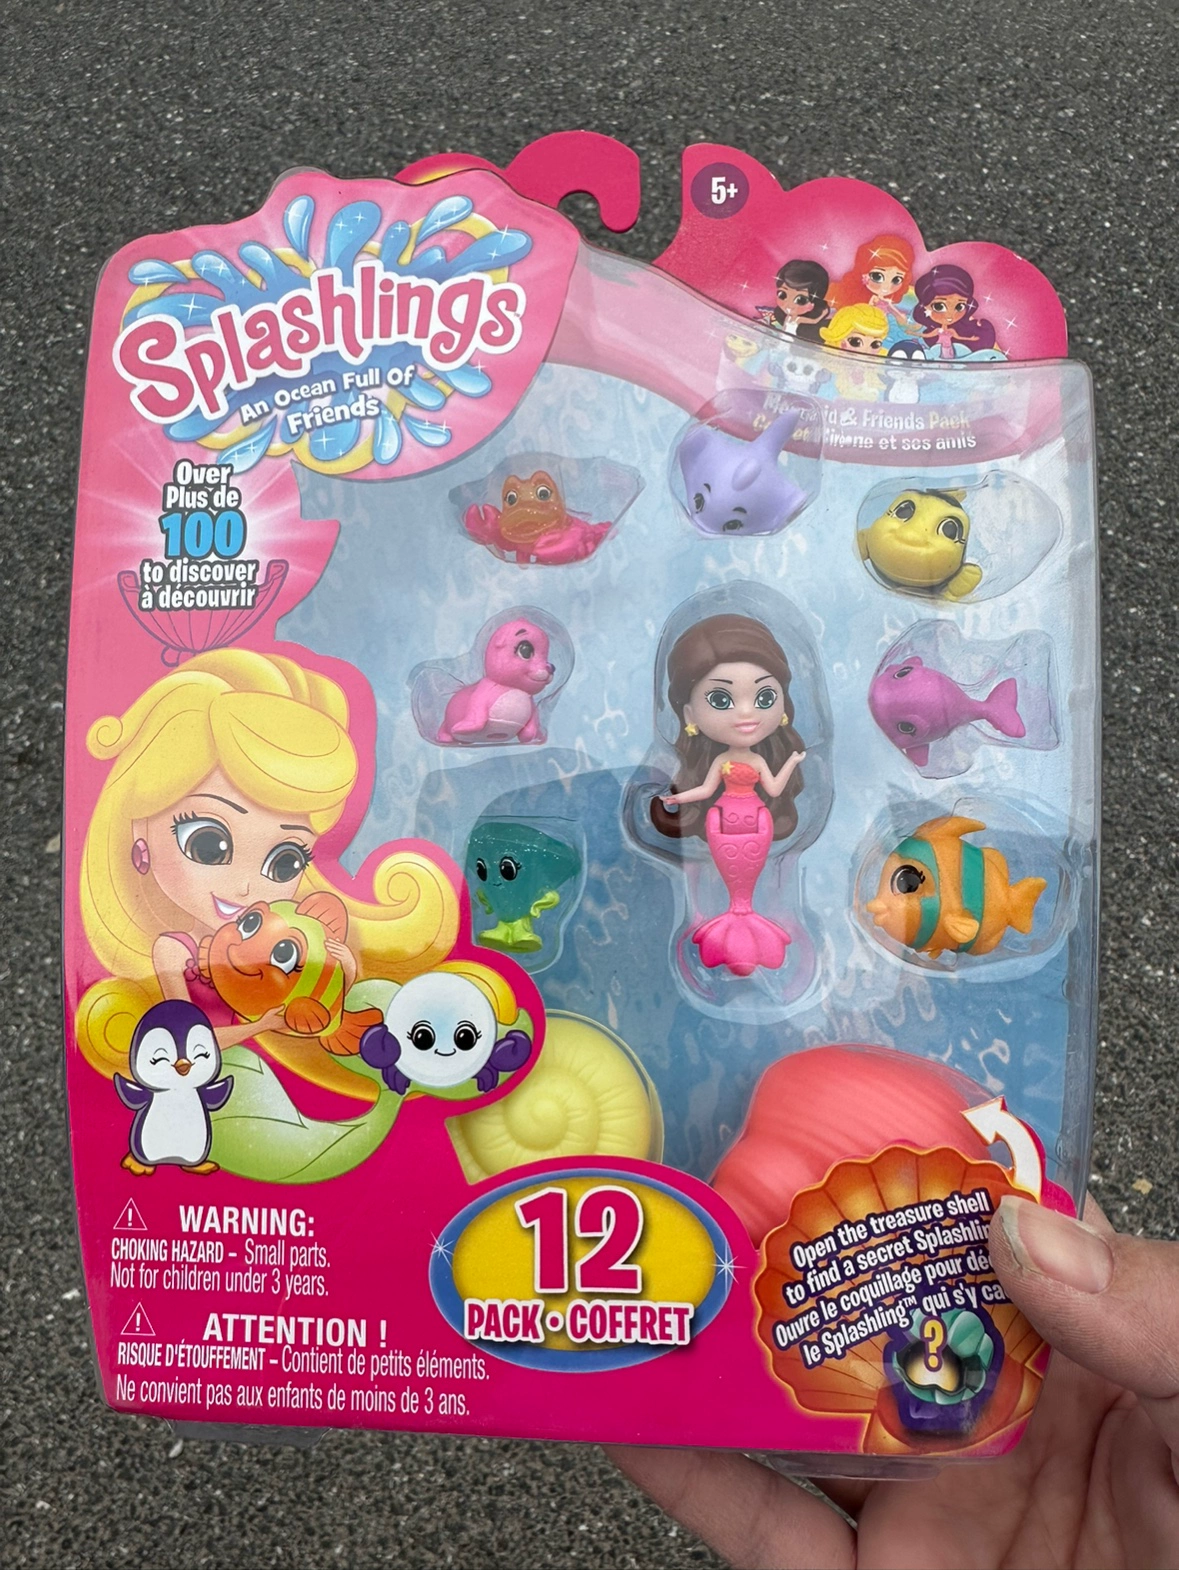 5+
Splashlings
An Ocean Full Of
Friends
& Friends Pack
et ses amis
Over
Plus de
100
to discover
à découvrir
WARNING:
CHOKING HAZARD – Small parts.
Not for children under 3 years.
ATTENTION !
RISQUE D'ÉTOUFFEMENT – Contient de petits éléments.
Ne convient pas aux enfants de moins de 3 ans.
12
PACK • COFFRET
Open the treasure shell
to find a secret
Ouvre le coquillage pour
le Splashling™ qui s'y
?